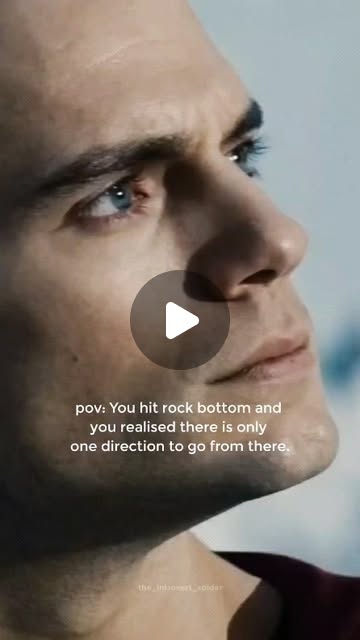 pov: You hit rock bottom and
you realised there is only
one direction to go from there.